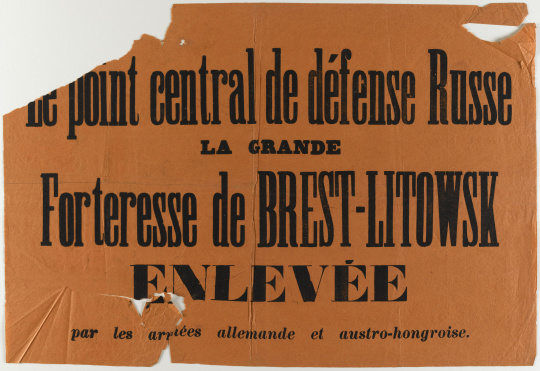 Le point central de défense Russe
LA GRANDE
Forteresse de BREST-LITOWSK
ENLEVÉE
par les armées allemande et austro-hongroise.